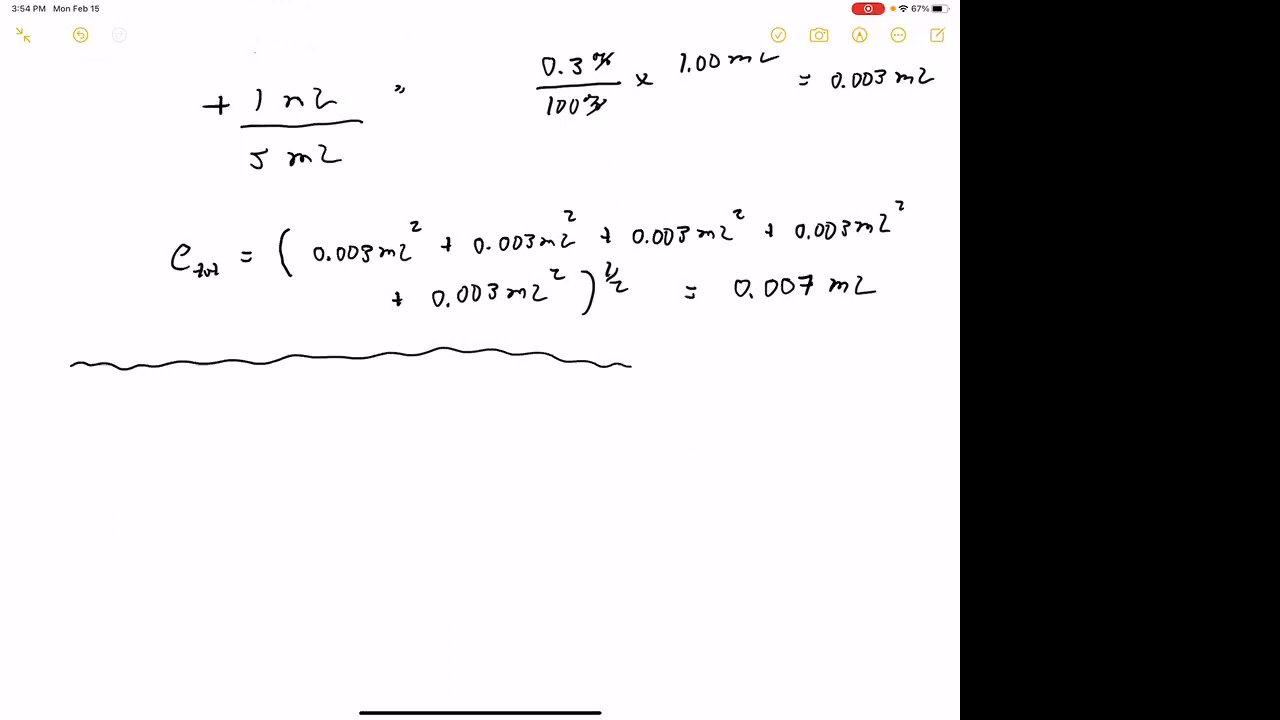 3:54 PM Mon Feb 15 67%
0.3% / 100% × 1.00 mL = 0.003 mL
+ 1 mL "
5 mL
e_tot = ( 0.003 mL² + 0.003 mL² + 0.003 mL² + 0.003 mL²
+ 0.003 mL² )^1/2 = 0.007 mL